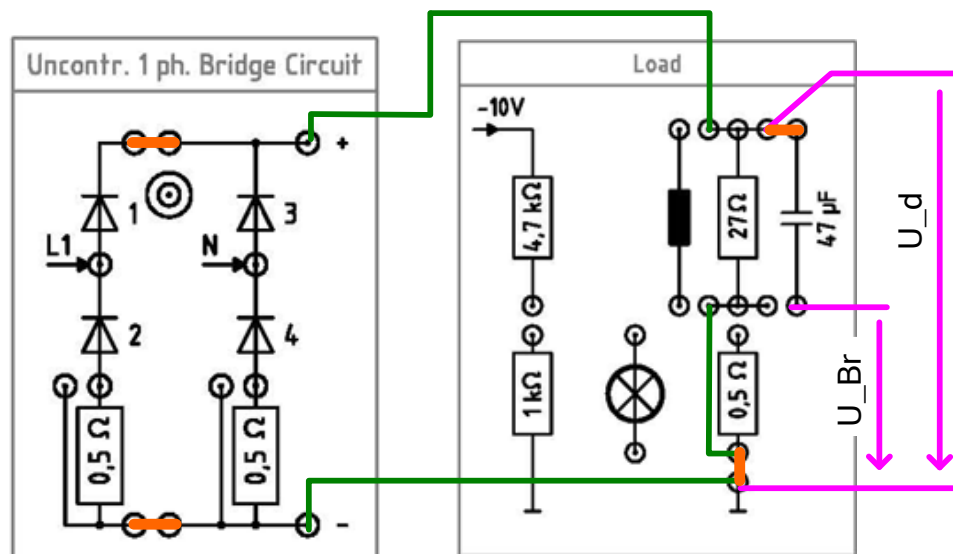 Uncontr. 1 ph. Bridge Circuit
+
1
3
L1
N
2
4
0,5 Ω
0,5 Ω
-
Load
-10V
4,7 kΩ
27Ω
47 µF
1 kΩ
0,5 Ω
U_d
U_Br